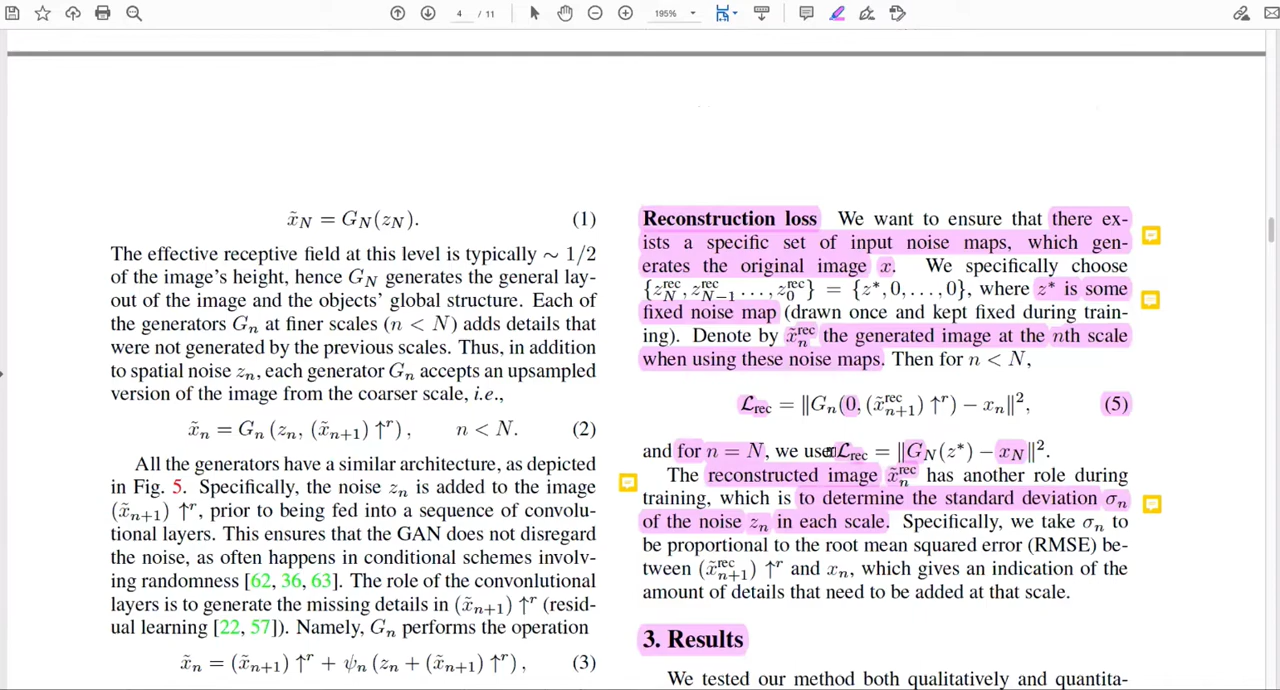 4 / 11
195%
x̃_N = G_N(z_N). (1)
The effective receptive field at this level is typically ∼ 1/2
of the image's height, hence G_N generates the general lay-
out of the image and the objects' global structure. Each of
the generators G_n at finer scales (n < N) adds details that
were not generated by the previous scales. Thus, in addition
to spatial noise z_n, each generator G_n accepts an upsampled
version of the image from the coarser scale, i.e.,
x̃_n = G_n (z_n, (x̃_{n+1}) ↑^r) , n < N. (2)
All the generators have a similar architecture, as depicted
in Fig. 5. Specifically, the noise z_n is added to the image
(x̃_{n+1}) ↑^r, prior to being fed into a sequence of convolu-
tional layers. This ensures that the GAN does not disregard
the noise, as often happens in conditional schemes involv-
ing randomness [62, 36, 63]. The role of the convonlutional
layers is to generate the missing details in (x̃_{n+1}) ↑^r (resid-
ual learning [22, 57]). Namely, G_n performs the operation
x̃_n = (x̃_{n+1}) ↑^r + ψ_n (z_n + (x̃_{n+1}) ↑^r) , (3)
Reconstruction loss We want to ensure that there ex-
ists a specific set of input noise maps, which gen-
erates the original image x. We specifically choose
{z_N^rec, z_{N−1}^rec . . . , z_0^rec} = {z*, 0, . . . , 0}, where z* is some
fixed noise map (drawn once and kept fixed during train-
ing). Denote by x̃_n^rec the generated image at the nth scale
when using these noise maps. Then for n < N,
ℒ_rec = ‖G_n(0, (x̃_{n+1}^rec) ↑^r) − x_n‖², (5)
and for n = N, we use ℒ_rec = ‖G_N(z*) − x_N‖².
The reconstructed image x̃_n^rec has another role during
training, which is to determine the standard deviation σ_n
of the noise z_n in each scale. Specifically, we take σ_n to
be proportional to the root mean squared error (RMSE) be-
tween (x̃_{n+1}^rec) ↑^r and x_n, which gives an indication of the
amount of details that need to be added at that scale.
3. Results
We tested our method both qualitatively and quantita-